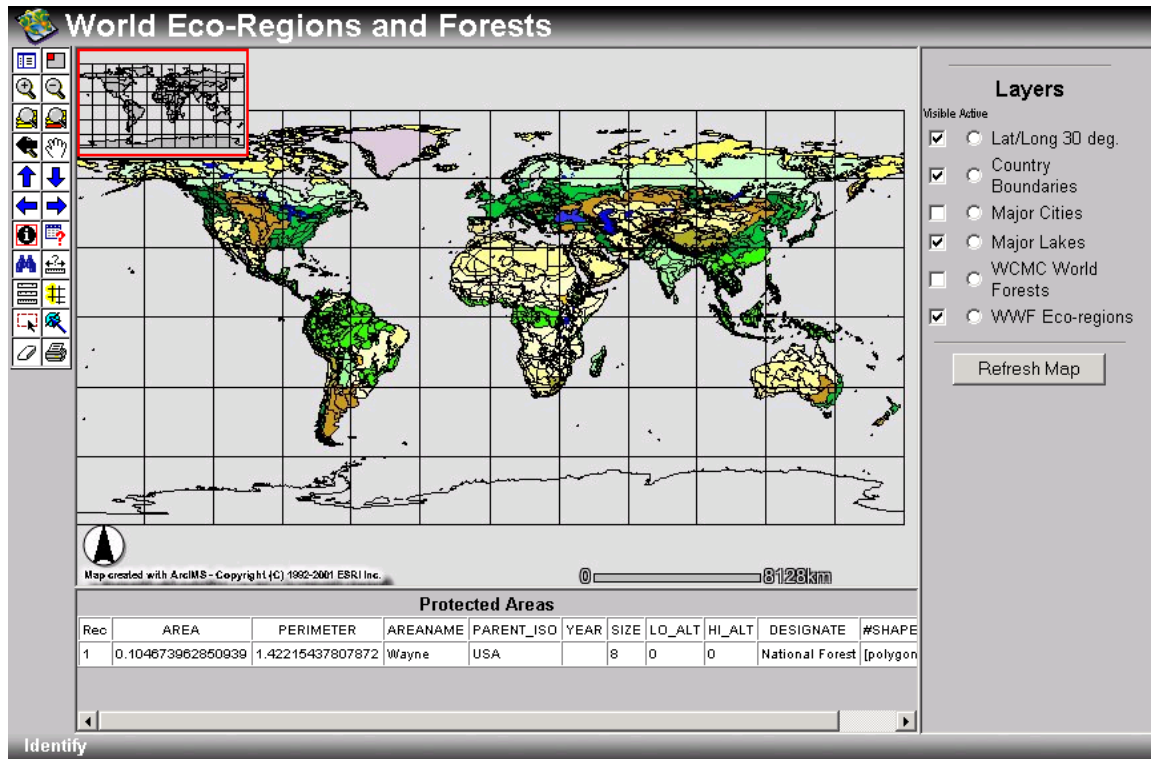 World Eco-Regions and Forests
Layers
Visible Active
Lat/Long 30 deg.
Country
Boundaries
Major Cities
Major Lakes
WCMC World
Forests
WWF Eco-regions
Refresh Map
Map created with ArcIMS - Copyright (C) 1992-2001 ESRI Inc.
0 8128km
Protected Areas
Rec AREA PERIMETER AREANAME PARENT_ISO YEAR SIZE LO_ALT HI_ALT DESIGNATE #SHAPE
1 0.104673962850939 1.42215437807872 Wayne USA 8 0 0 National Forest [polygon
Identify